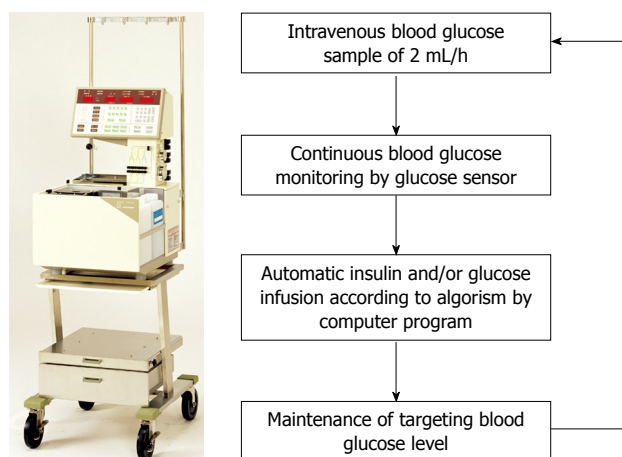 Intravenous blood glucose
sample of 2 mL/h
Continuous blood glucose
monitoring by glucose sensor
Automatic insulin and/or glucose
infusion according to algorism by
computer program
Maintenance of targeting blood
glucose level